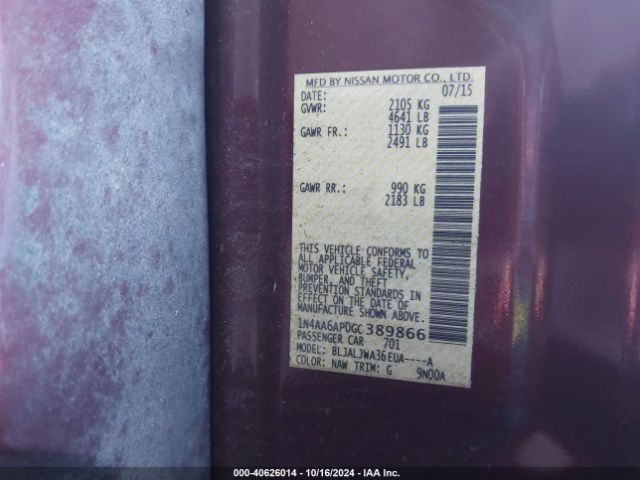 MFD BY NISSAN MOTOR CO., LTD.
DATE: 07/15
GVWR: 2105 KG
4641 LB
GAWR FR.: 1130 KG
2491 LB
GAWR RR.: 990 KG
2183 LB
THIS VEHICLE CONFORMS TO
ALL APPLICABLE FEDERAL
MOTOR VEHICLE SAFETY,
BUMPER, AND THEFT
PREVENTION STANDARDS IN
EFFECT ON THE DATE OF
MANUFACTURE SHOWN ABOVE.
1N4AA6AP0GC389866
PASSENGER CAR 701
MODEL: BLJALJWA36EUA----A
COLOR: NAW TRIM: G 9N00A
000-40626014 - 10/16/2024 - IAA Inc.